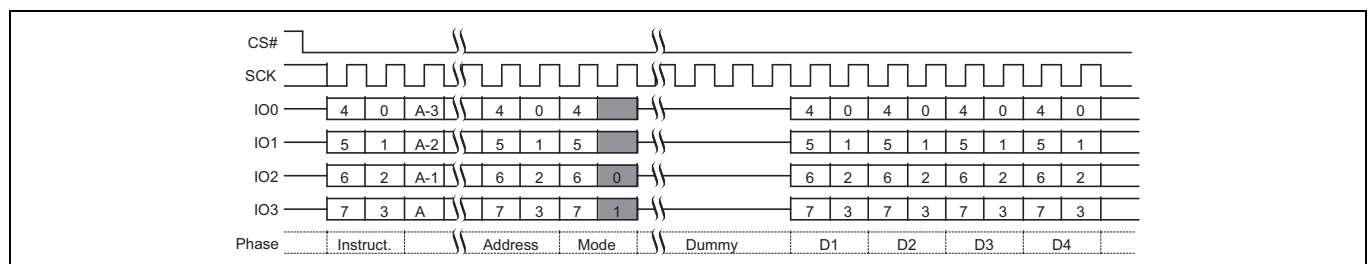 CS#
SCK
IO0 4 0 A-3 4 0 4 4 0 4 0 4 0 4 0
IO1 5 1 A-2 5 1 5 5 1 5 1 5 1 5 1
IO2 6 2 A-1 6 2 6 0 6 2 6 2 6 2 6 2
IO3 7 3 A 7 3 7 1 7 3 7 3 7 3 7 3
Phase Instruct. Address Mode Dummy D1 D2 D3 D4